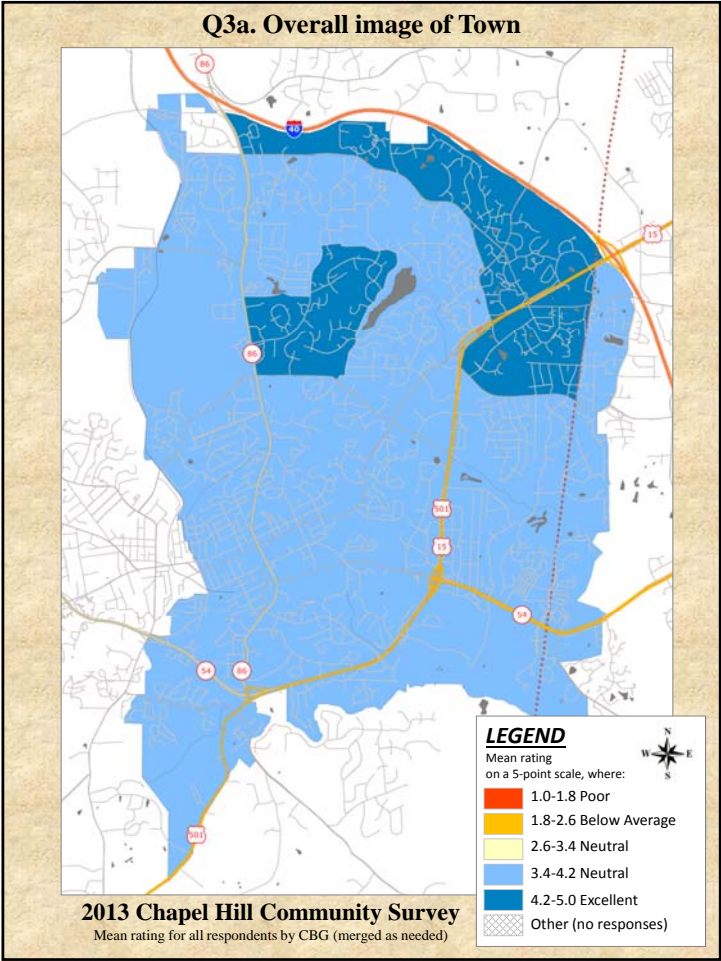 Q3a. Overall image of Town
86
40
15
86
501
15
54
54
86
501
LEGEND
Mean rating
on a 5-point scale, where:
N
W E
S
1.0-1.8 Poor
1.8-2.6 Below Average
2.6-3.4 Neutral
3.4-4.2 Neutral
4.2-5.0 Excellent
Other (no responses)
2013 Chapel Hill Community Survey
Mean rating for all respondents by CBG (merged as needed)